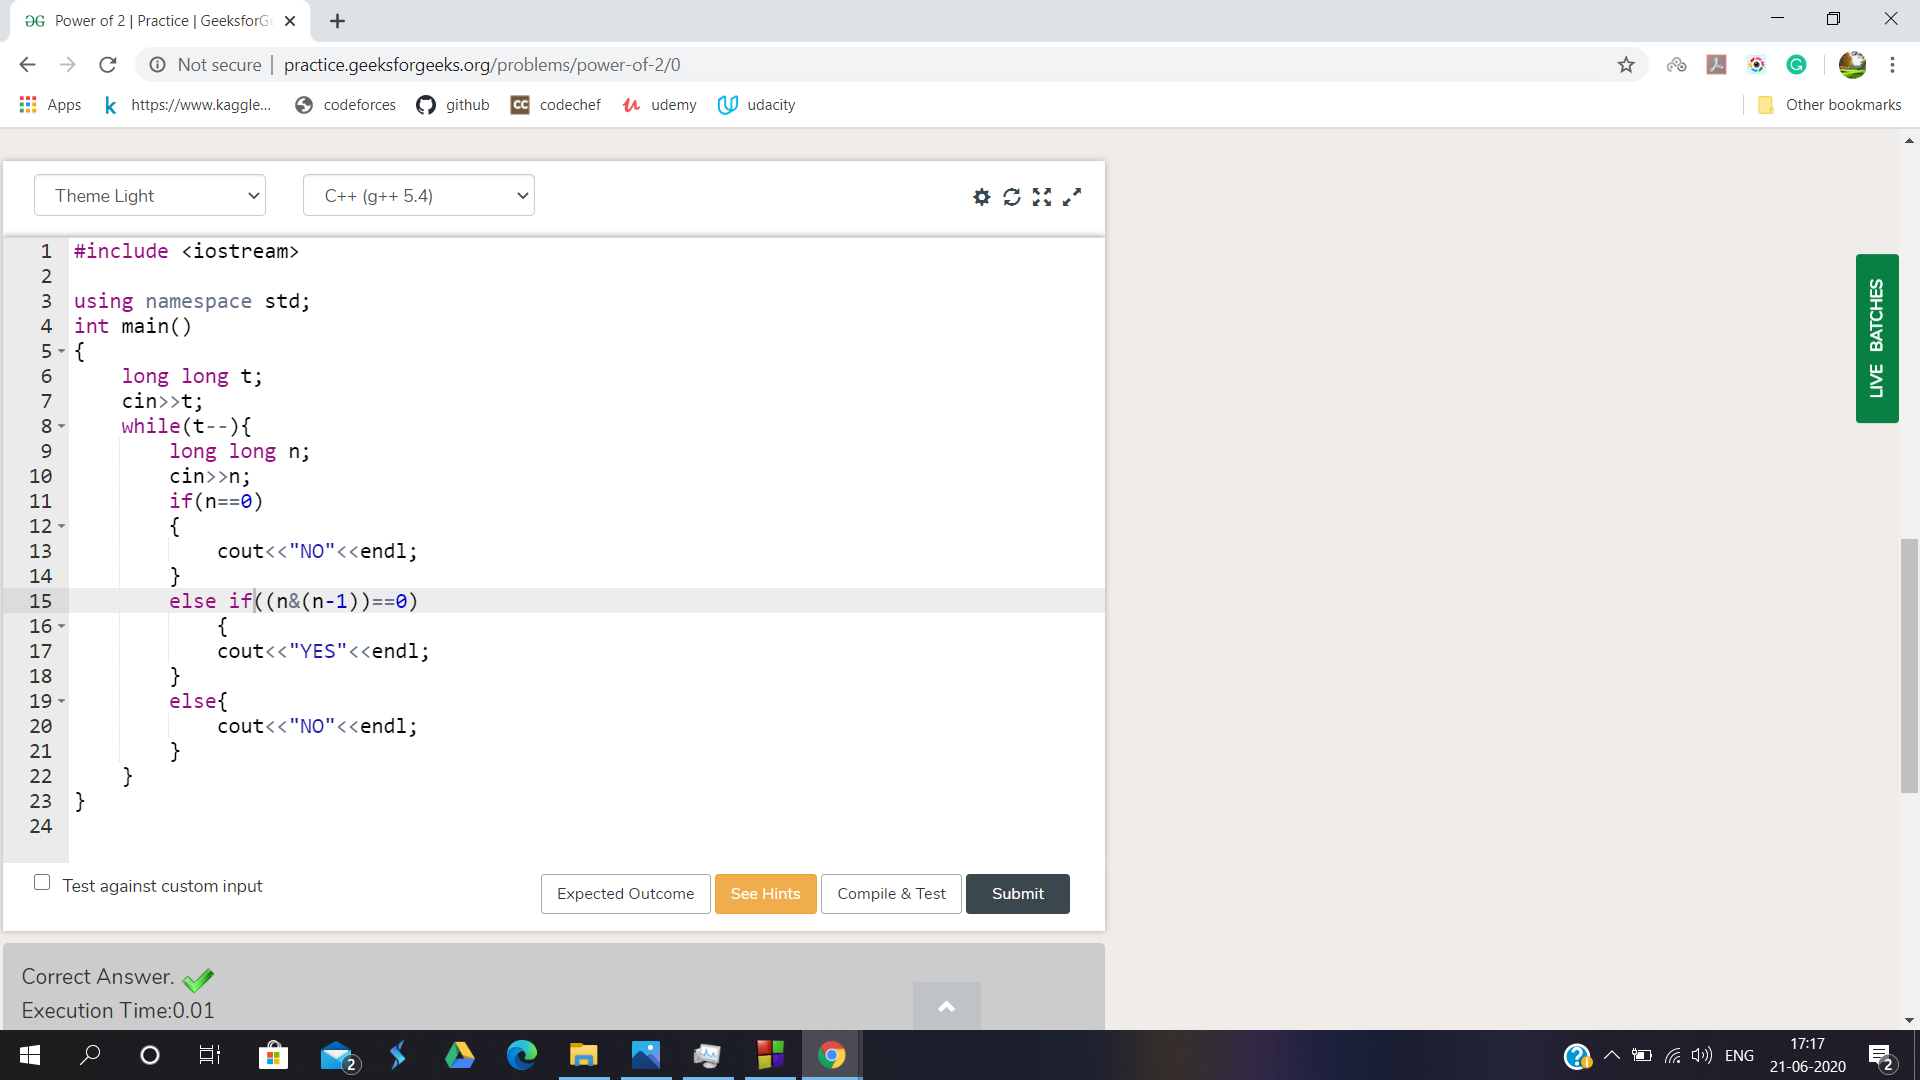 Power of 2 | Practice | GeeksforG
Not secure | practice.geeksforgeeks.org/problems/power-of-2/0
Apps https://www.kaggle... codeforces github codechef udemy udacity Other bookmarks
Theme Light C++ (g++ 5.4)
1 #include <iostream>
2
3 using namespace std;
4 int main()
5 {
6 long long t;
7 cin>>t;
8 while(t--){
9 long long n;
10 cin>>n;
11 if(n==0)
12 {
13 cout<<"NO"<<endl;
14 }
15 else if((n&(n-1))==0)
16 {
17 cout<<"YES"<<endl;
18 }
19 else{
20 cout<<"NO"<<endl;
21 }
22 }
23 }
24
LIVE BATCHES
Test against custom input
Expected Outcome See Hints Compile & Test Submit
Correct Answer.
Execution Time:0.01
2 ENG 17:17
21-06-2020 2